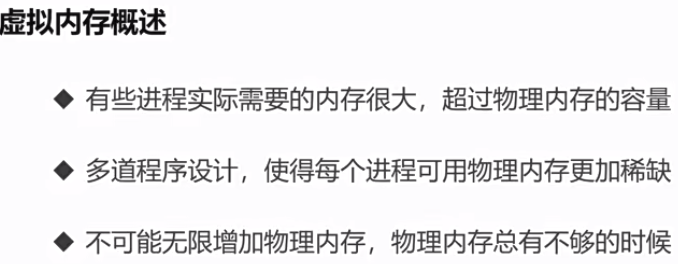 虚拟内存概述
◆ 有些进程实际需要的内存很大，超过物理内存的容量
◆ 多道程序设计，使得每个进程可用物理内存更加稀缺
◆ 不可能无限增加物理内存，物理内存总有不够的时候